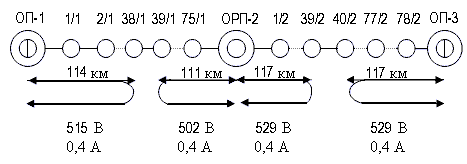 ОП-1 1/1 2/1 38/1 39/1 75/1 ОРП-2 1/2 39/2 40/2 77/2 78/2 ОП-3
114 км 111 км 117 км 117 км
515 В 502 В 529 В 529 В
0,4 А 0,4 А 0,4 А 0,4 А